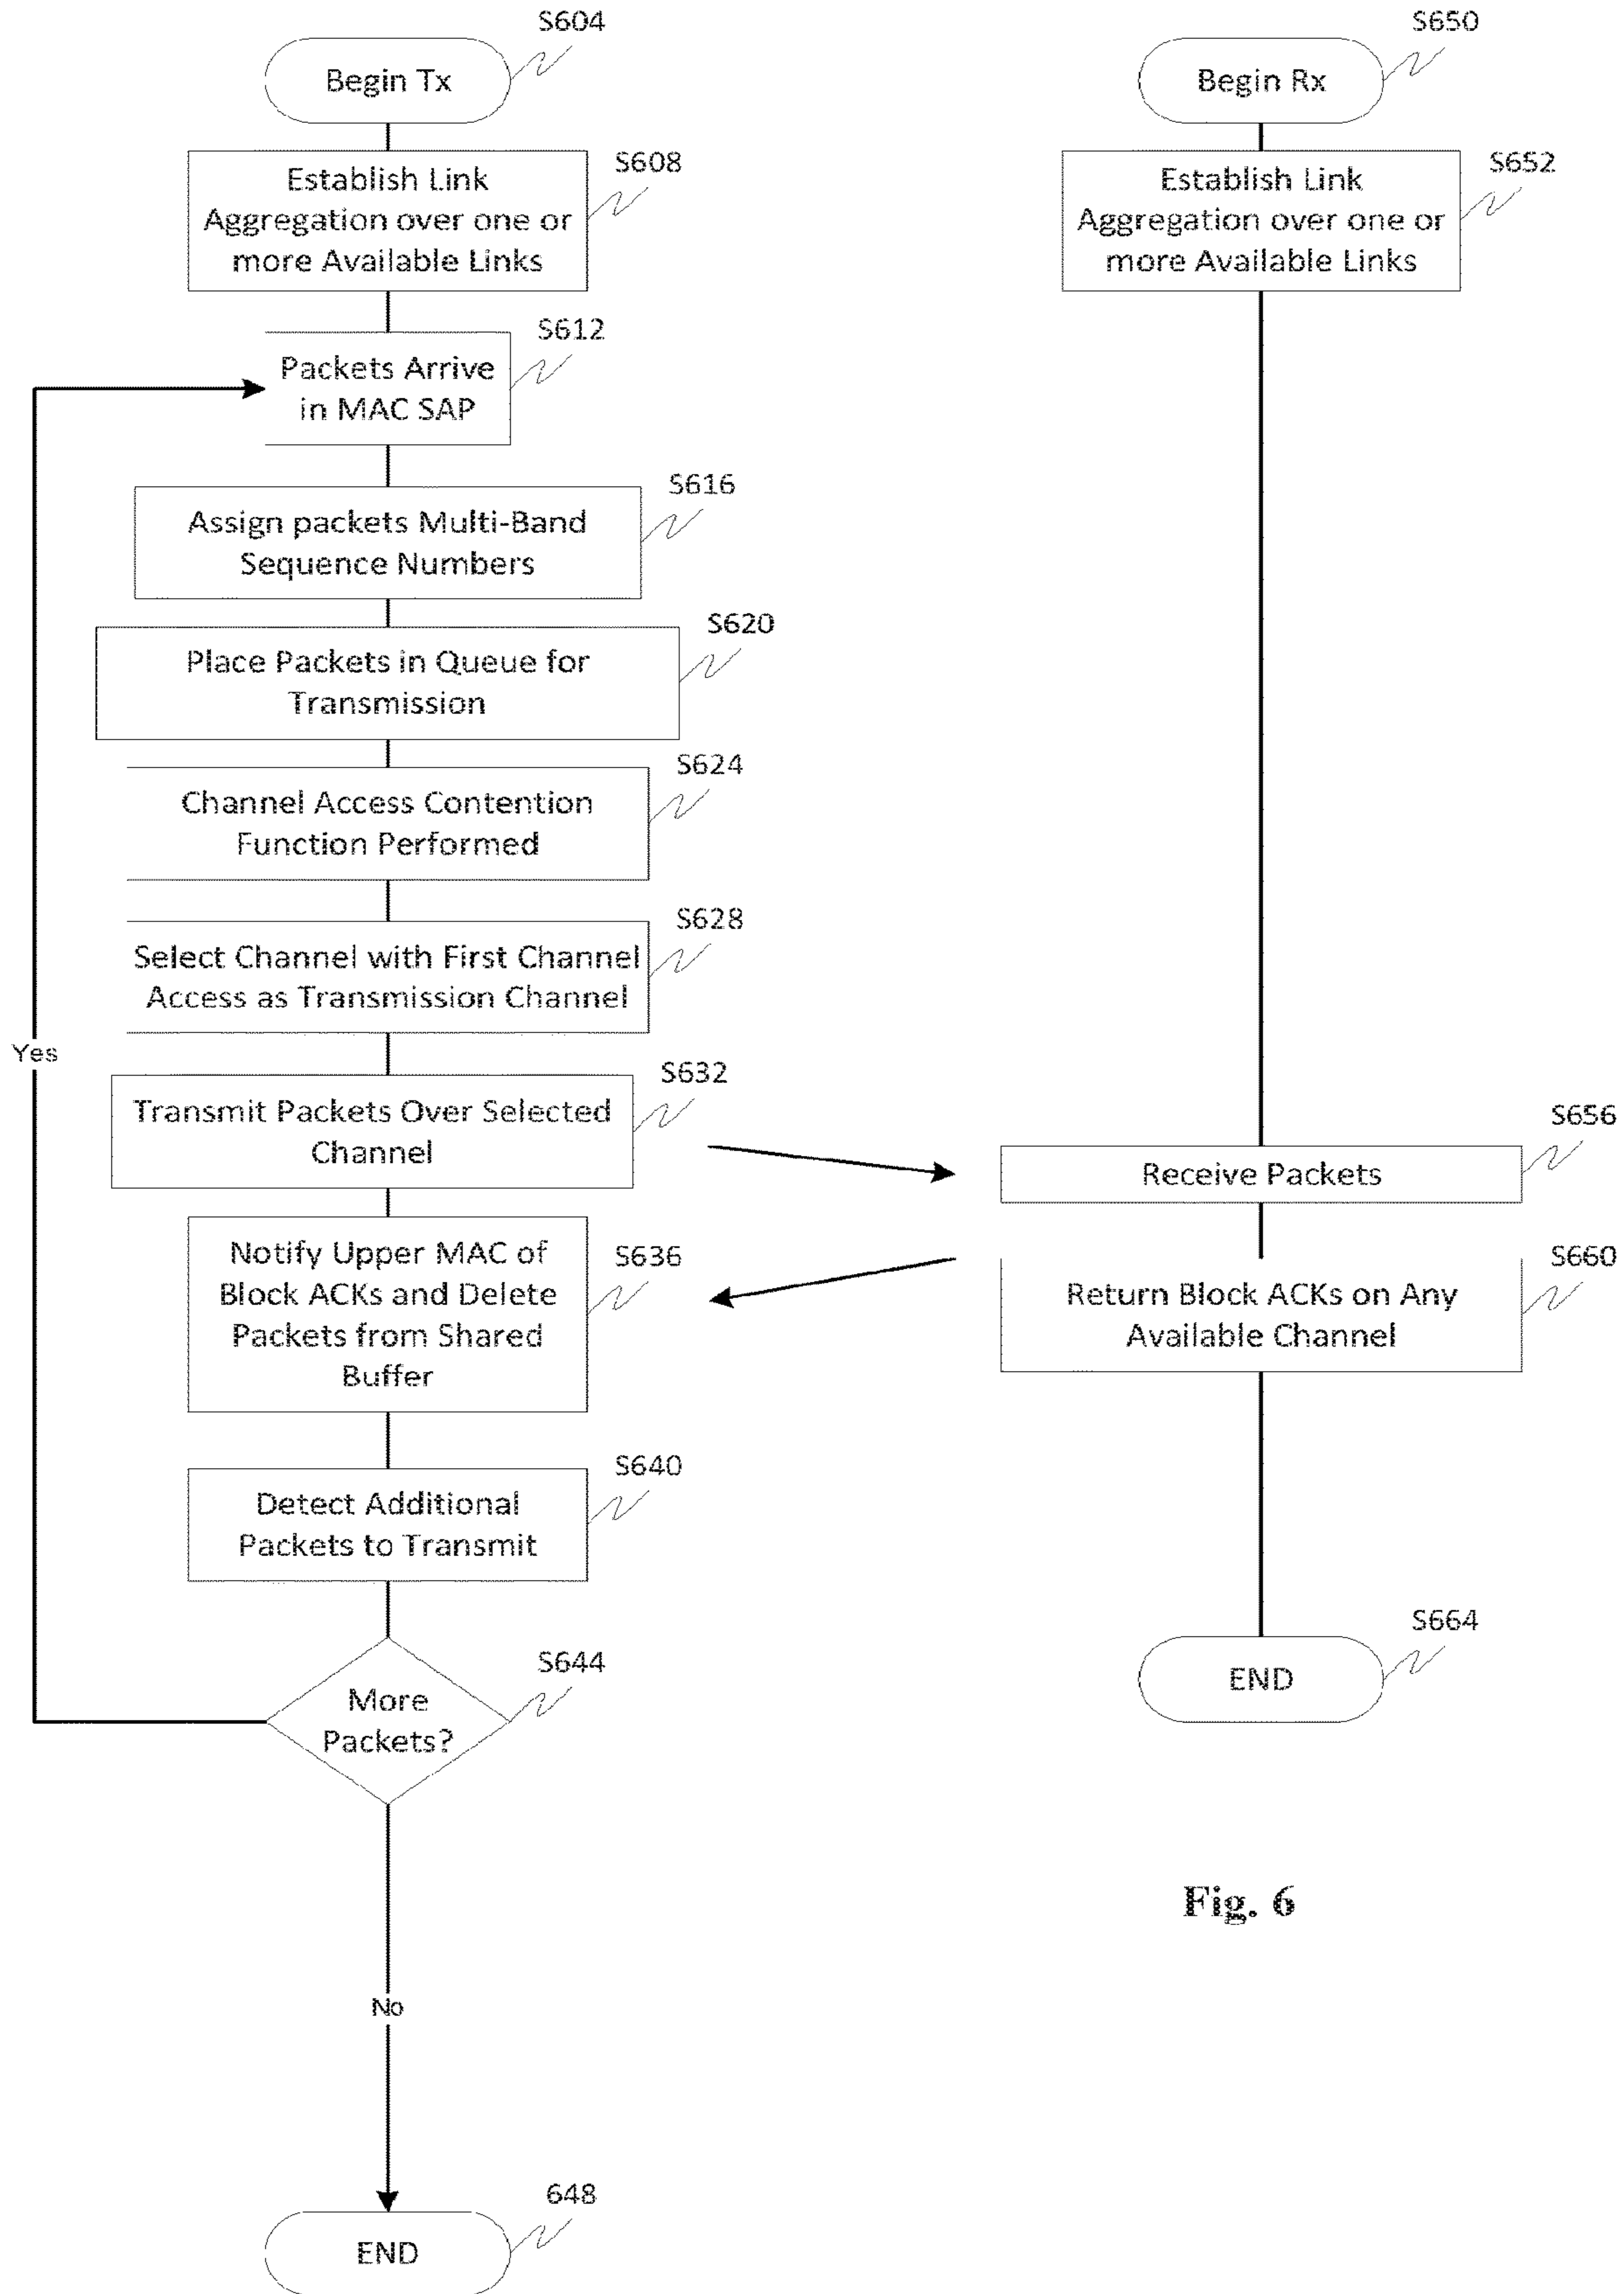 S604
Begin Tx
S608
Establish Link
Aggregation over one or
more Available Links
S612
Packets Arrive
in MAC SAP
S616
Assign packets Multi-Band
Sequence Numbers
S620
Place Packets in Queue for
Transmission
S624
Channel Access Contention
Function Performed
S628
Select Channel with First Channel
Access as Transmission Channel
Yes
S632
Transmit Packets Over Selected
Channel
S636
Notify Upper MAC of
Block ACKs and Delete
Packets from Shared
Buffer
S640
Detect Additional
Packets to Transmit
S644
More
Packets?
No
648
END
S650
Begin Rx
S652
Establish Link
Aggregation over one or
more Available Links
S656
Receive Packets
S660
Return Block ACKs on Any
Available Channel
S664
END
Fig. 6